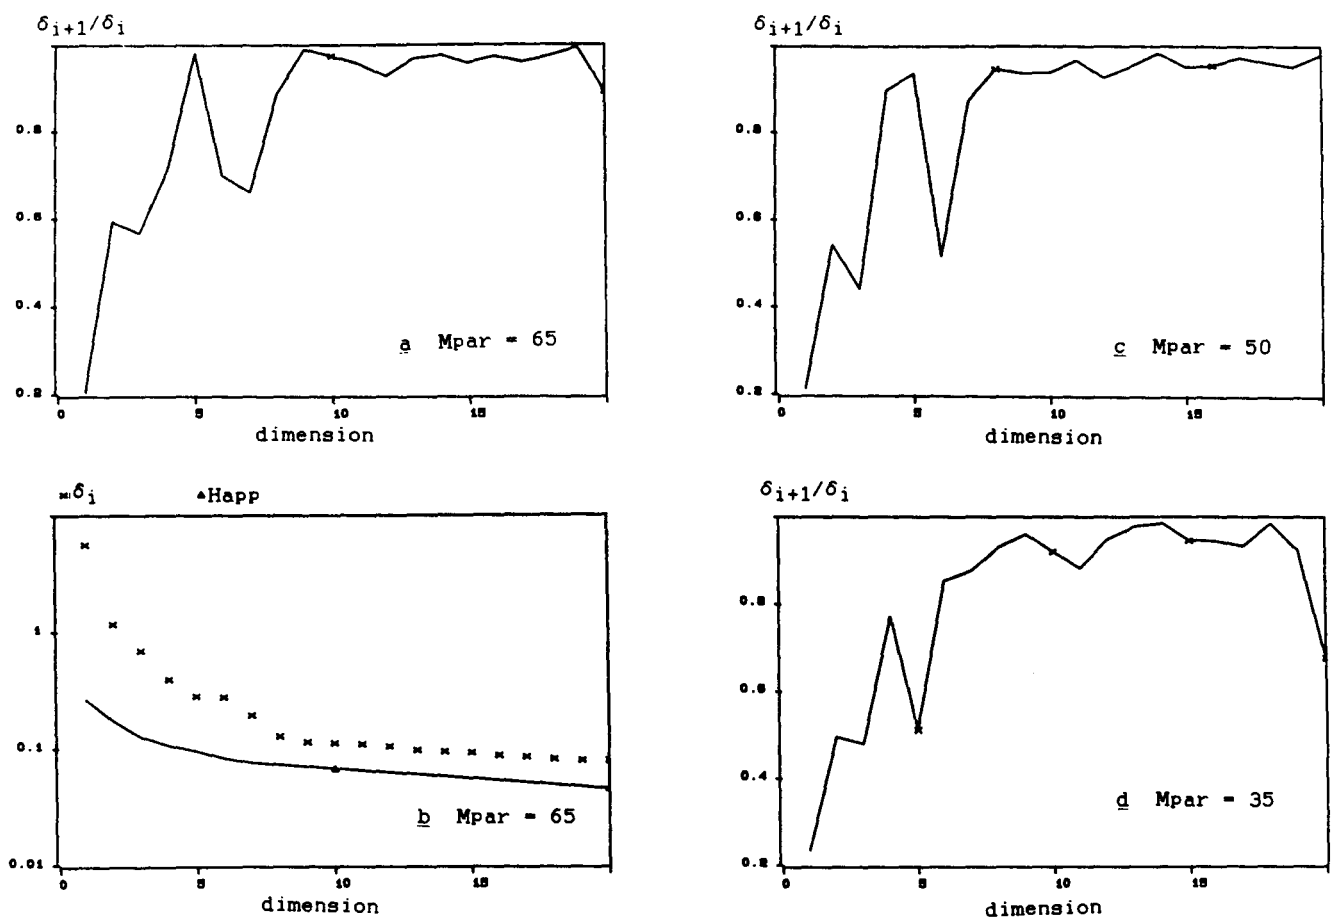 δi+1/δi
0.8
0.6
0.4
0.2
0
5
10
15
dimension
a Mpar = 65
δi+1/δi
0.8
0.6
0.4
0.2
0
5
10
15
dimension
c Mpar = 50
×δi ▲Happ
1
0.1
0.01
0
5
10
15
dimension
b Mpar = 65
δi+1/δi
0.8
0.6
0.4
0.2
0
5
10
15
dimension
d Mpar = 35